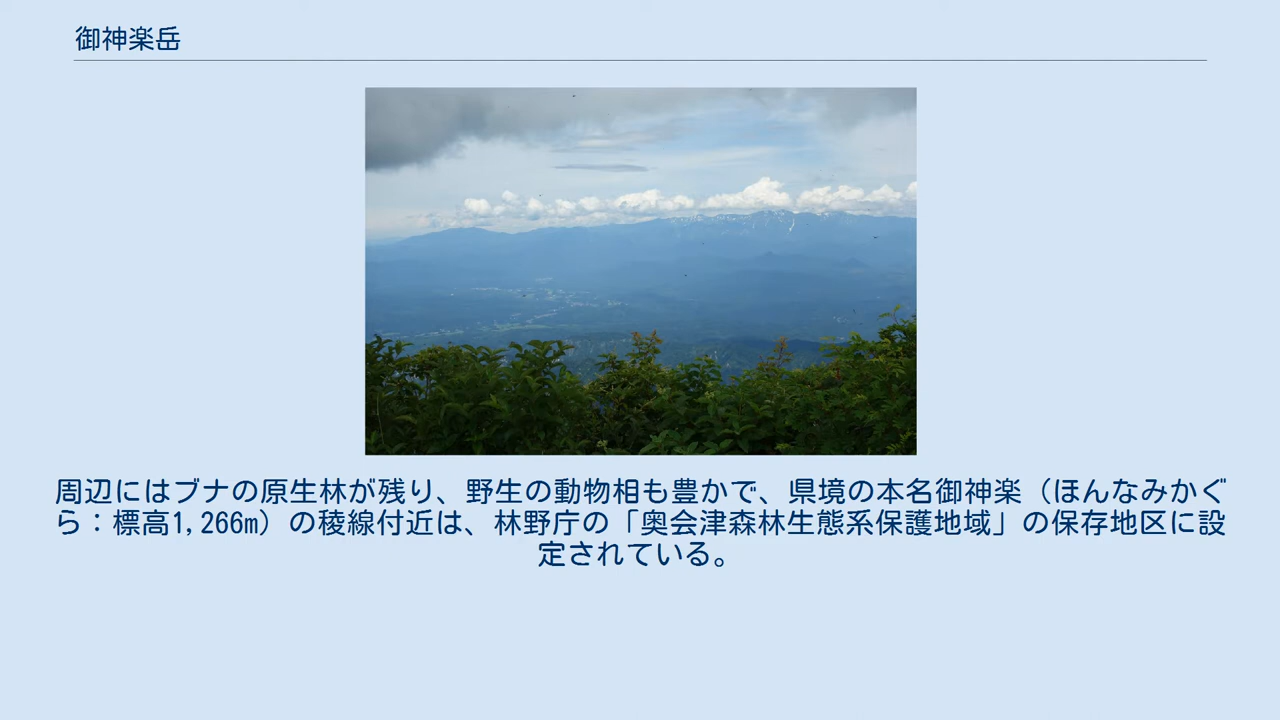 御神楽岳
周辺にはブナの原生林が残り、野生の動物相も豊かで、県境の本名御神楽（ほんなみかぐ
ら：標高1,266m）の稜線付近は、林野庁の「奥会津森林生態系保護地域」の保存地区に設
定されている。